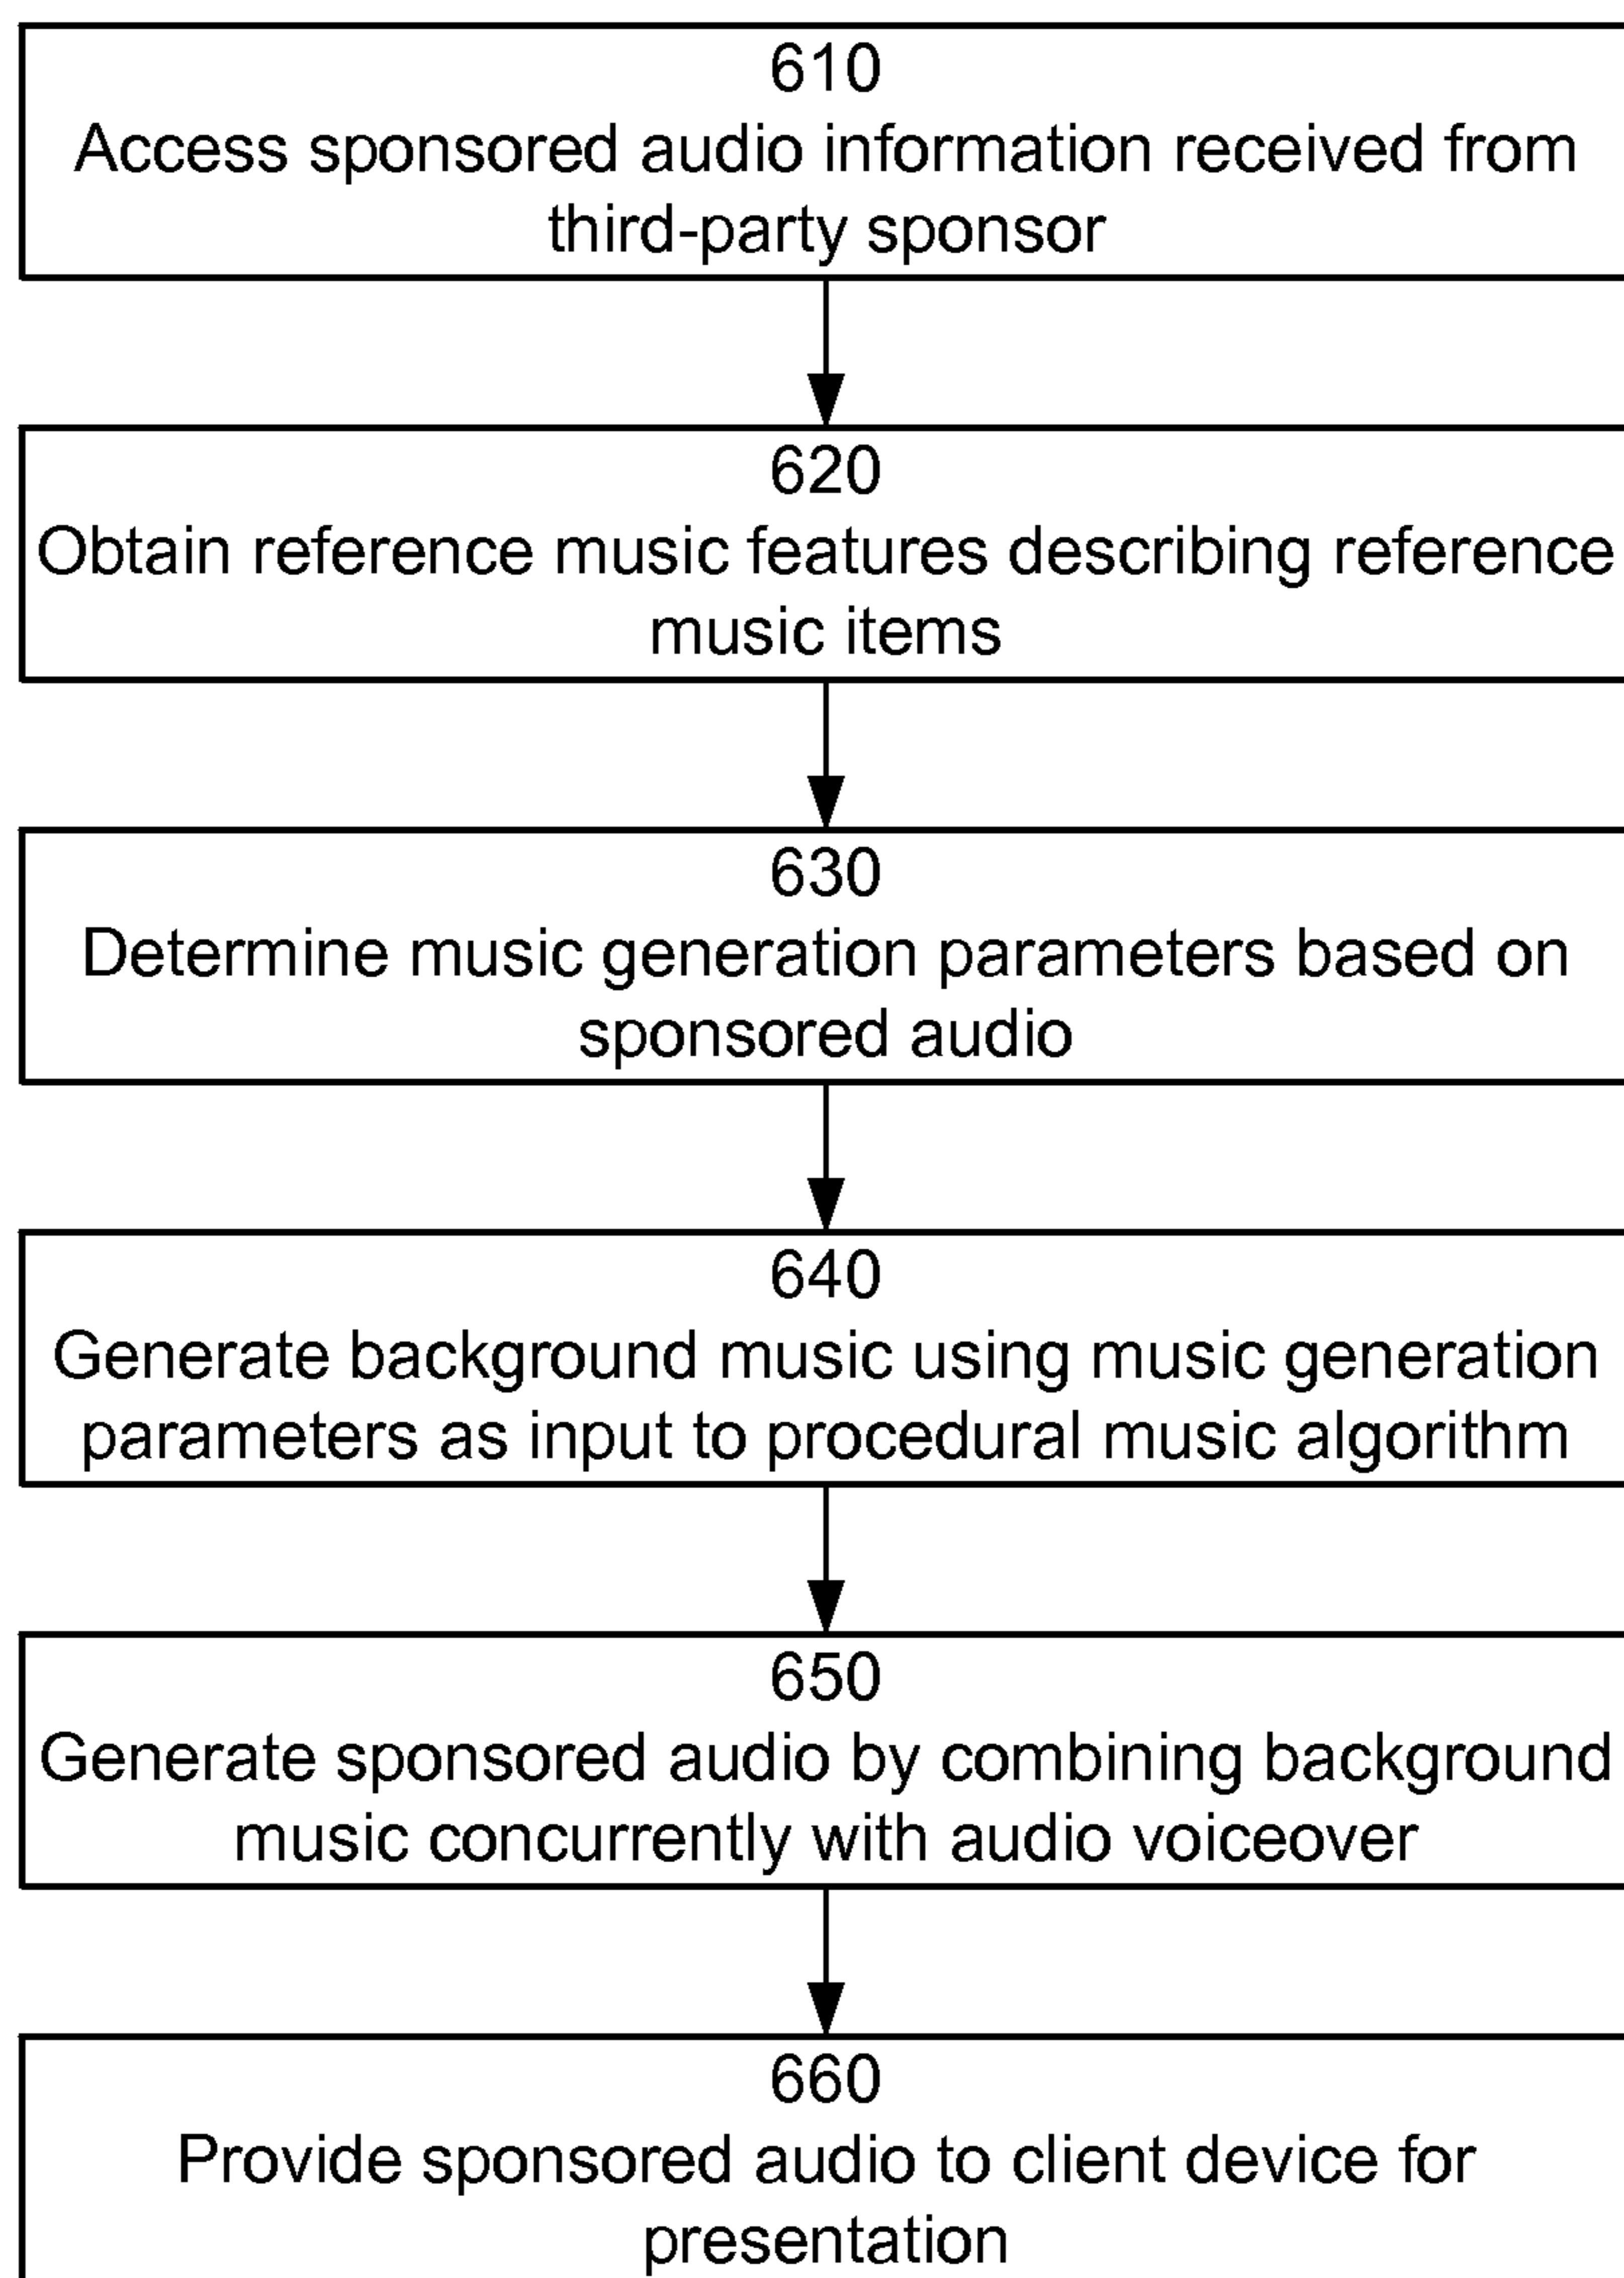 610
Access sponsored audio information received from
third-party sponsor
620
Obtain reference music features describing reference
music items
630
Determine music generation parameters based on
sponsored audio
640
Generate background music using music generation
parameters as input to procedural music algorithm
650
Generate sponsored audio by combining background
music concurrently with audio voiceover
660
Provide sponsored audio to client device for
presentation